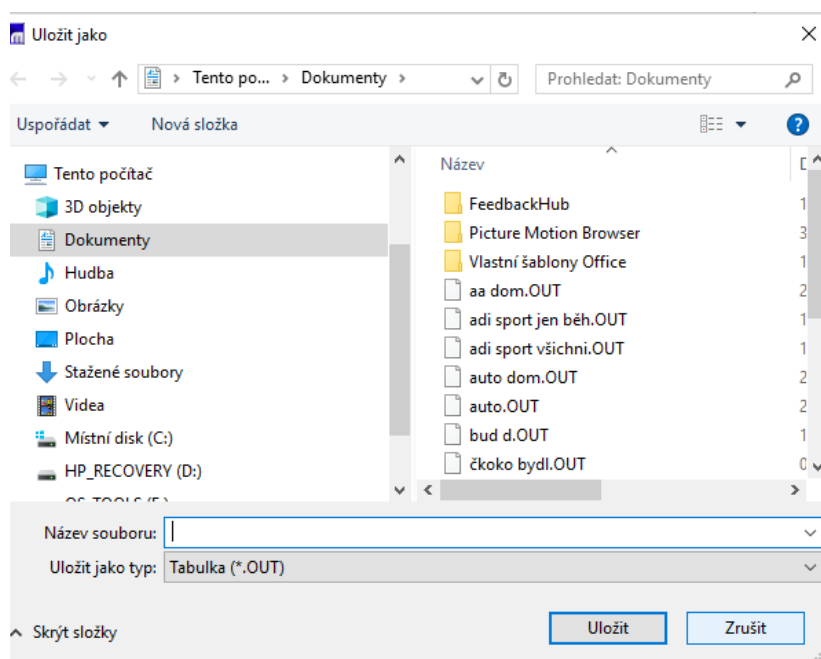 Uložit jako
Tento po... Dokumenty
Prohledat: Dokumenty
Uspořádat
Nová složka
Tento počítač
3D objekty
Dokumenty
Hudba
Obrázky
Plocha
Stažené soubory
Videa
Místní disk (C:)
HP_RECOVERY (D:)
Název
FeedbackHub
Picture Motion Browser
Vlastní šablony Office
aa dom.OUT
adi sport jen běh.OUT
adi sport všichni.OUT
auto dom.OUT
auto.OUT
bud d.OUT
čkoko bydl.OUT
Název souboru:
Uložit jako typ: Tabulka (*.OUT)
Skrýt složky
Uložit
Zrušit